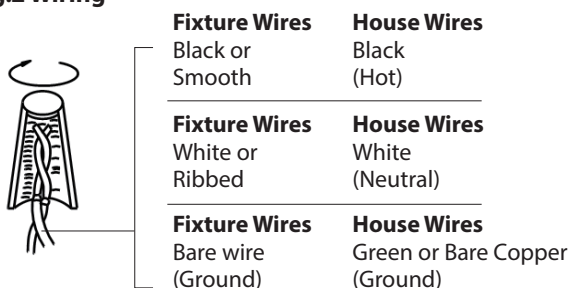 Fixture Wires House Wires
Black or Black
Smooth (Hot)
Fixture Wires House Wires
White or White
Ribbed (Neutral)
Fixture Wires House Wires
Bare wire Green or Bare Copper
(Ground) (Ground)